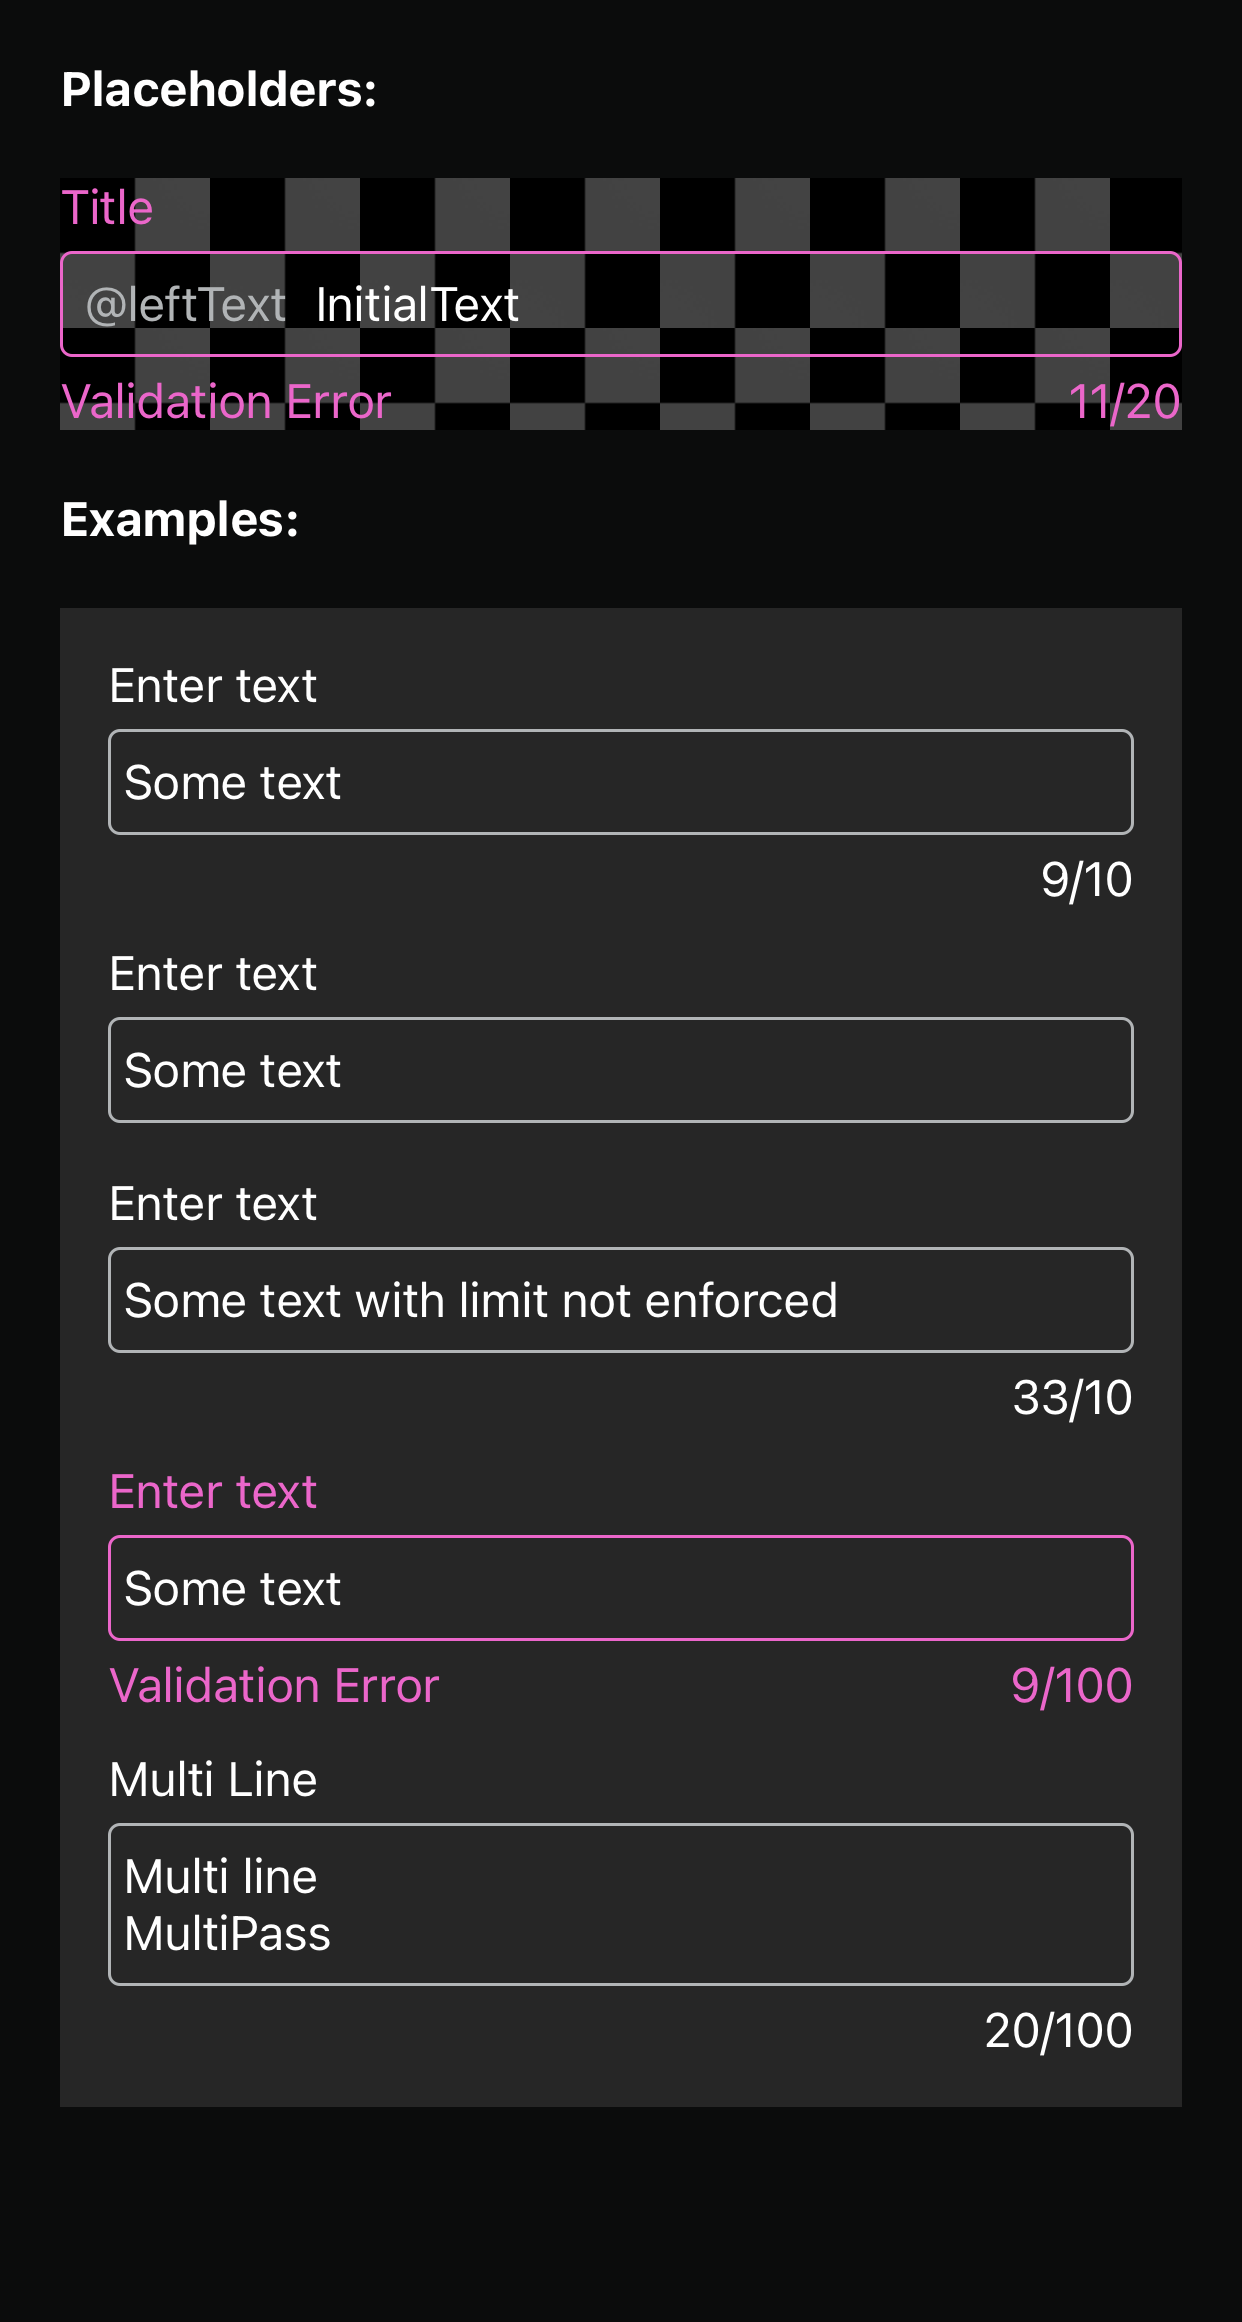 Placeholders:
Title
@leftText InitialText
Validation Error 11/20
Examples:
Enter text
Some text
9/10
Enter text
Some text
Enter text
Some text with limit not enforced
33/10
Enter text
Some text
Validation Error 9/100
Multi Line
Multi line
MultiPass
20/100